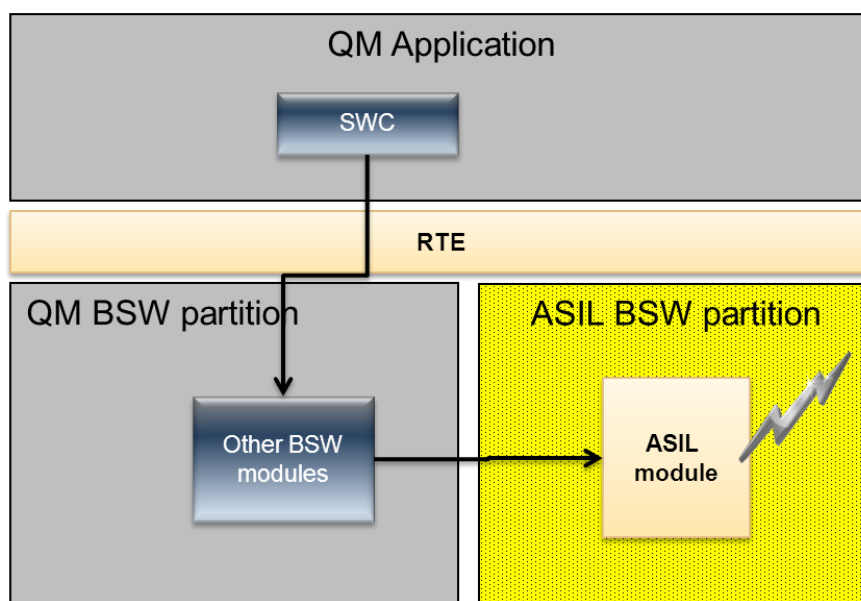 QM Application
SWC
RTE
QM BSW partition
ASIL BSW partition
Other BSW
modules
ASIL
module